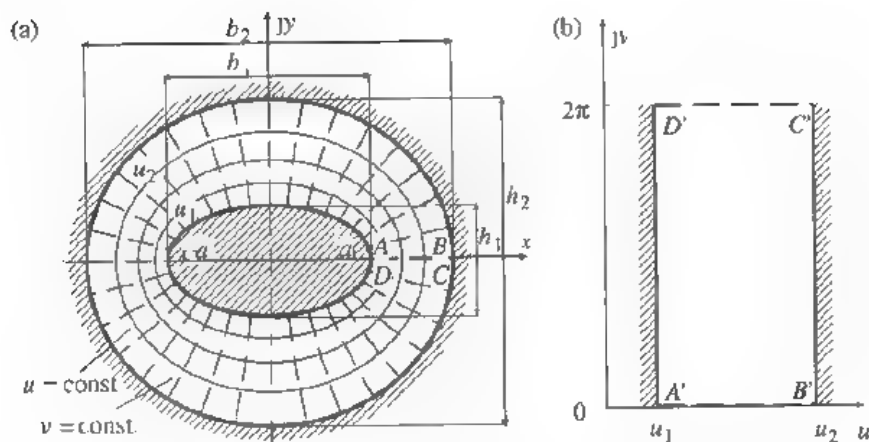 (a)
b₂
jy
b₁
u₂
u₁
-a
a
A
B
x
D
C
h₁
h₂
u = const
v = const.
(b)
jv
2π
D'
C'
0
A'
B'
u₁
u₂
u